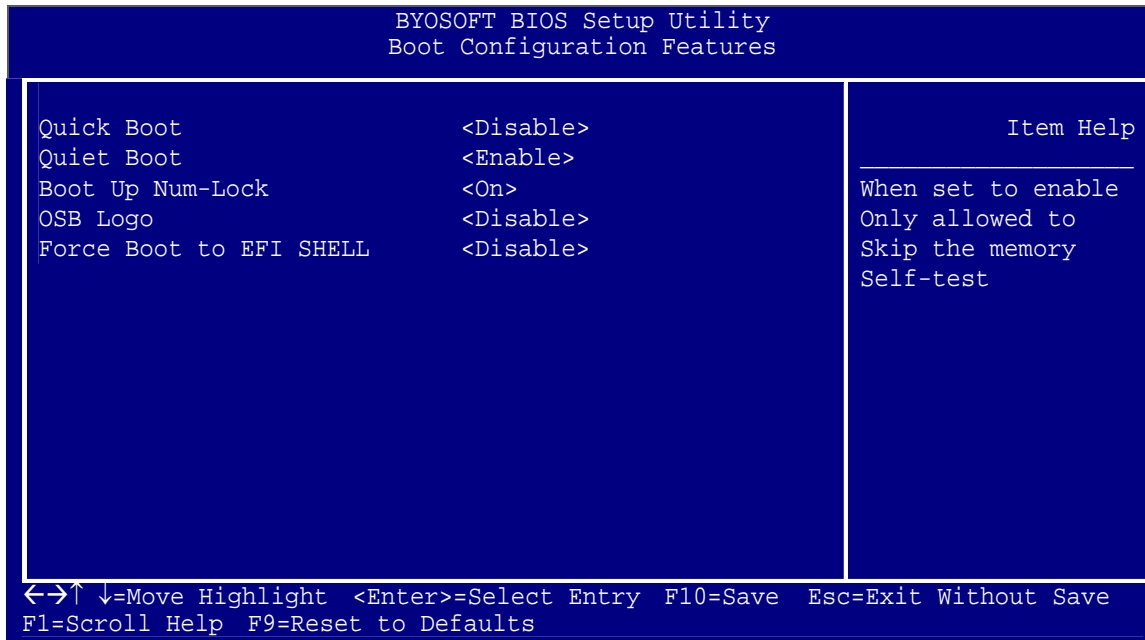 BYOSOFT BIOS Setup Utility
Boot Configuration Features
Quick Boot <Disable>
Quiet Boot <Enable>
Boot Up Num-Lock <On>
OSB Logo <Disable>
Force Boot to EFI SHELL <Disable>
Item Help
When set to enable
Only allowed to
Skip the memory
Self-test
←→↑ ↓=Move Highlight <Enter>=Select Entry F10=Save Esc=Exit Without Save
F1=Scroll Help F9=Reset to Defaults